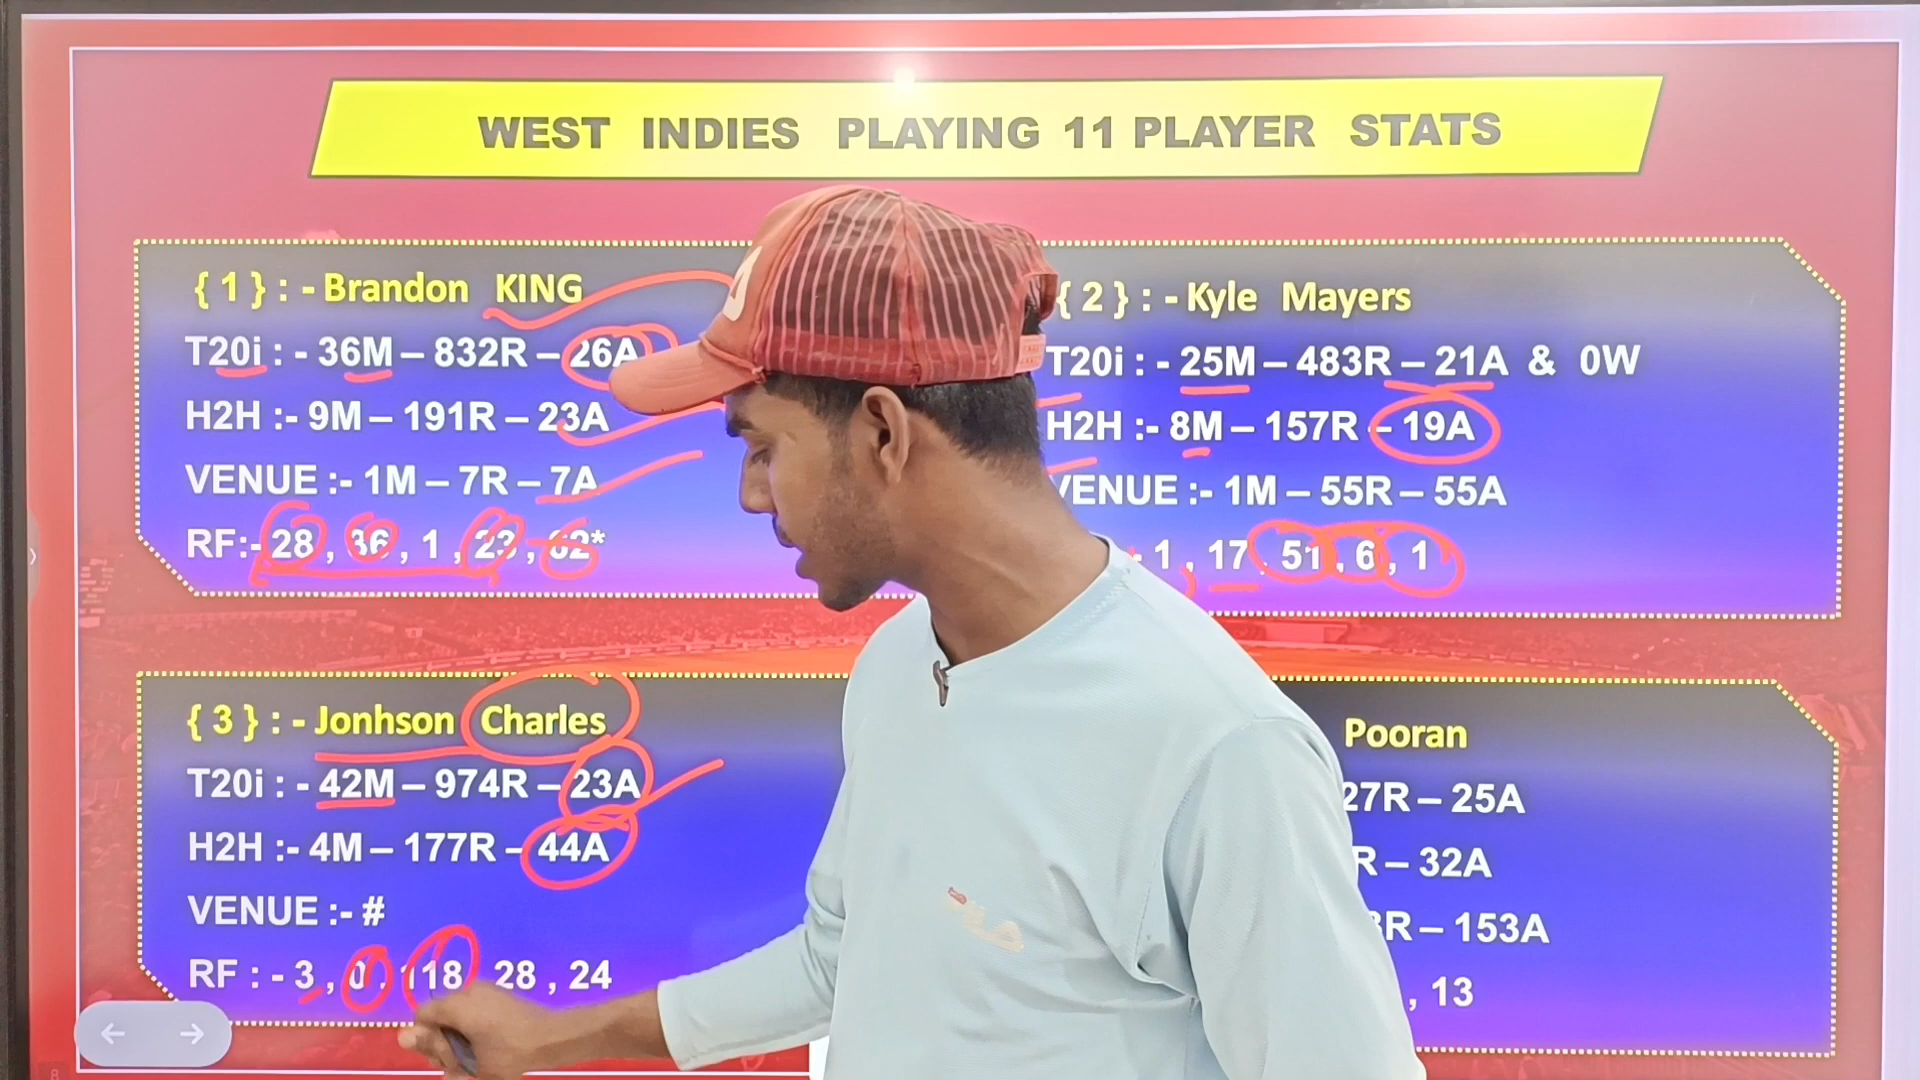 WEST INDIES PLAYING 11 PLAYER STATS
{ 1 } : - Brandon KING
T20i : - 36M – 832R – 26A
H2H :- 9M – 191R – 23A
VENUE :- 1M – 7R – 7A
RF:- 28 , 36 , 1 , 23 , 62*
{ 2 } : - Kyle Mayers
T20i : - 25M – 483R – 21A & 0W
H2H :- 8M – 157R – 19A
VENUE :- 1M – 55R – 55A
1 , 17 , 51 , 6 , 1
{ 3 } : - Jonhson Charles
T20i : - 42M – 974R – 23A
H2H :- 4M – 177R – 44A
VENUE :- #
RF : - 3 , 0 , 118 28 , 24
Pooran
27R – 25A
R – 32A
R – 153A
, 13
8